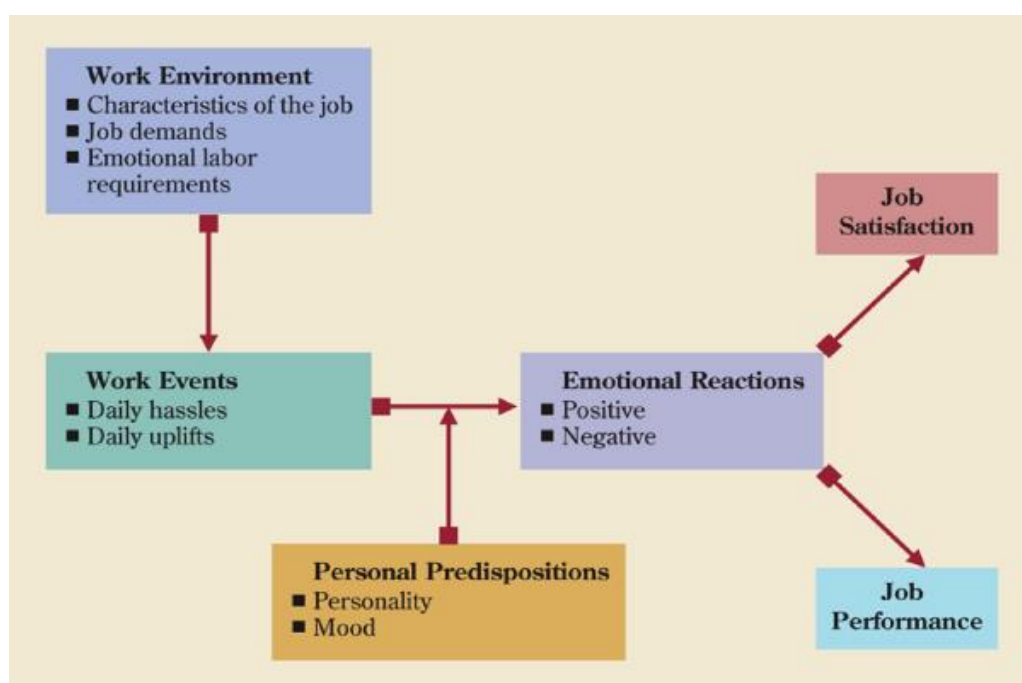 Work Environment
■ Characteristics of the job
■ Job demands
■ Emotional labor
requirements
Job
Satisfaction
Work Events
■ Daily hassles
■ Daily uplifts
Emotional Reactions
■ Positive
■ Negative
Personal Predispositions
■ Personality
■ Mood
Job
Performance